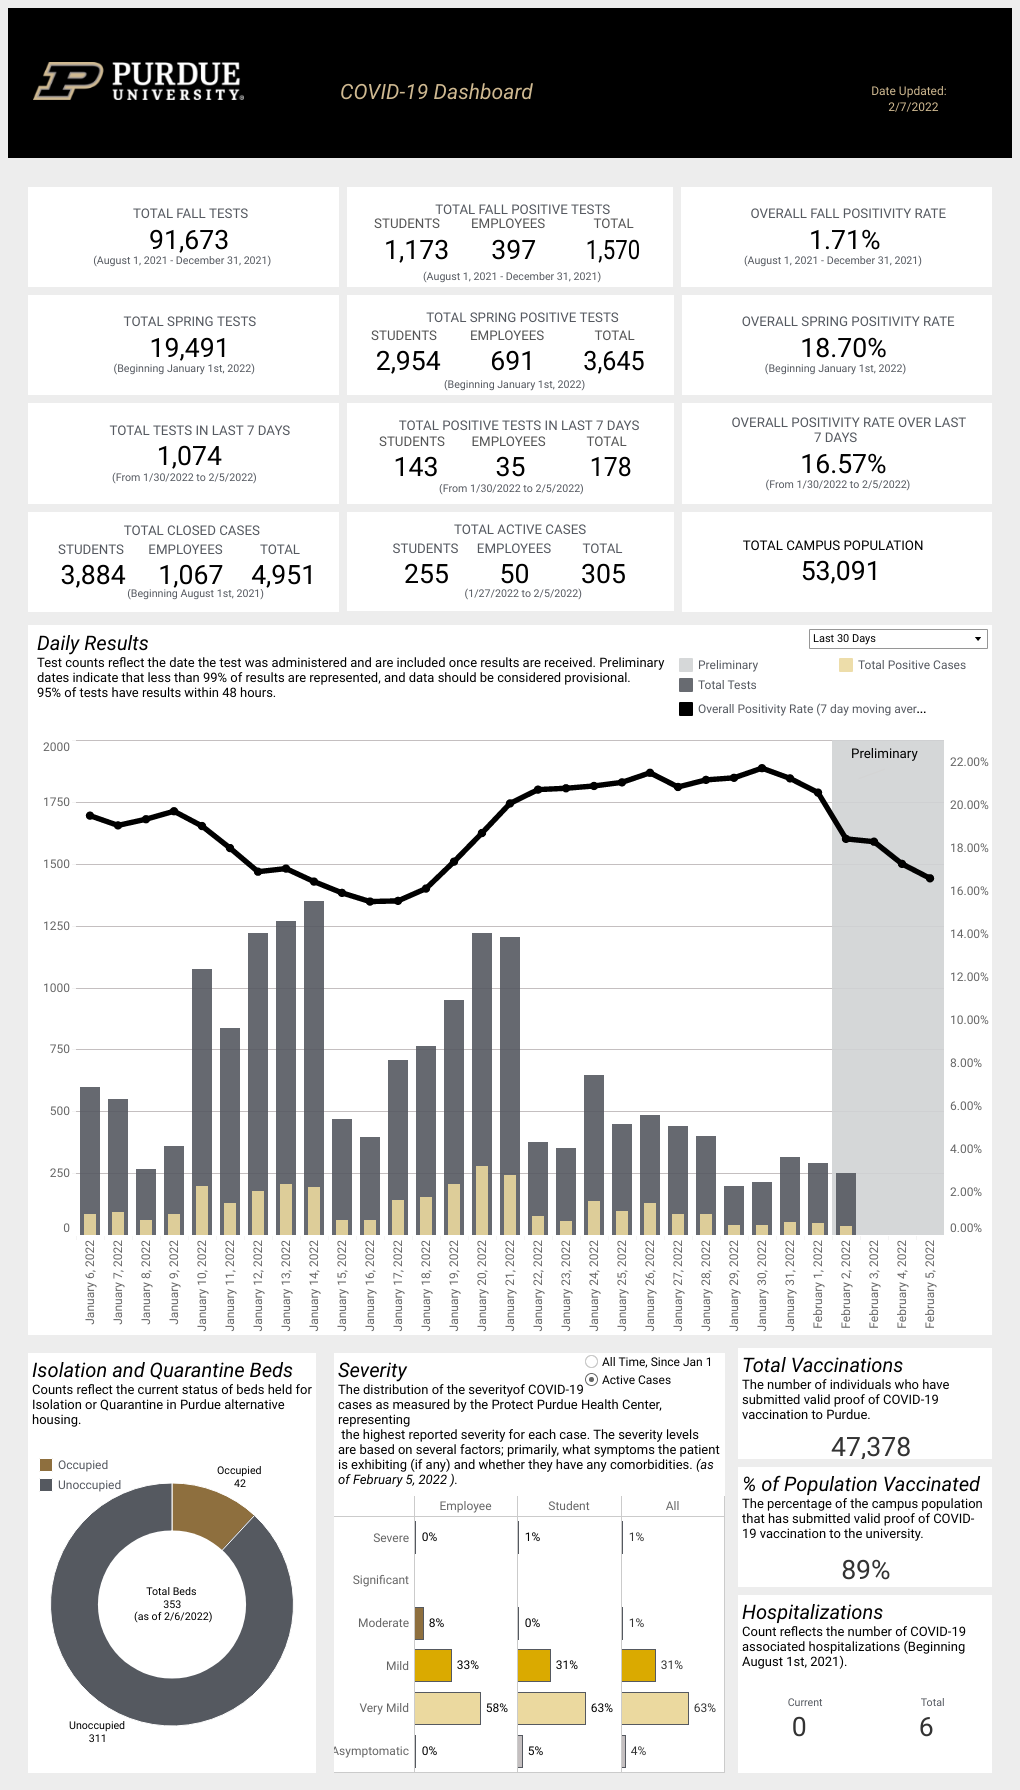 PURDUE
UNIVERSITY®
COVID-19 Dashboard
Date Updated:
2/7/2022
TOTAL FALL TESTS
91,673
(August 1, 2021 - December 31, 2021)
TOTAL FALL POSITIVE TESTS
STUDENTS EMPLOYEES TOTAL
1,173 397 1,570
(August 1, 2021 - December 31, 2021)
OVERALL FALL POSITIVITY RATE
1.71%
(August 1, 2021 - December 31, 2021)
TOTAL SPRING TESTS
19,491
(Beginning January 1st, 2022)
TOTAL SPRING POSITIVE TESTS
STUDENTS EMPLOYEES TOTAL
2,954 691 3,645
(Beginning January 1st, 2022)
OVERALL SPRING POSITIVITY RATE
18.70%
(Beginning January 1st, 2022)
TOTAL TESTS IN LAST 7 DAYS
1,074
(From 1/30/2022 to 2/5/2022)
TOTAL POSITIVE TESTS IN LAST 7 DAYS
STUDENTS EMPLOYEES TOTAL
143 35 178
(From 1/30/2022 to 2/5/2022)
OVERALL POSITIVITY RATE OVER LAST
7 DAYS
16.57%
(From 1/30/2022 to 2/5/2022)
TOTAL CLOSED CASES
STUDENTS EMPLOYEES TOTAL
3,884 1,067 4,951
(Beginning August 1st, 2021)
TOTAL ACTIVE CASES
STUDENTS EMPLOYEES TOTAL
255 50 305
(1/27/2022 to 2/5/2022)
TOTAL CAMPUS POPULATION
53,091
Daily Results
Test counts reflect the date the test was administered and are included once results are received. Preliminary
dates indicate that less than 99% of results are represented, and data should be considered provisional.
95% of tests have results within 48 hours.
Last 30 Days
Preliminary
Total Positive Cases
Total Tests
Overall Positivity Rate (7 day moving aver...
Preliminary
2000
1750
1500
1250
1000
750
500
250
0
22.00%
20.00%
18.00%
16.00%
14.00%
12.00%
10.00%
8.00%
6.00%
4.00%
2.00%
0.00%
January 6, 2022
January 7, 2022
January 8, 2022
January 9, 2022
January 10, 2022
January 11, 2022
January 12, 2022
January 13, 2022
January 14, 2022
January 15, 2022
January 16, 2022
January 17, 2022
January 18, 2022
January 19, 2022
January 20, 2022
January 21, 2022
January 22, 2022
January 23, 2022
January 24, 2022
January 25, 2022
January 26, 2022
January 27, 2022
January 28, 2022
January 29, 2022
January 30, 2022
January 31, 2022
February 1, 2022
February 2, 2022
February 3, 2022
February 4, 2022
February 5, 2022
Isolation and Quarantine Beds
Counts reflect the current status of beds held for
Isolation or Quarantine in Purdue alternative
housing.
Occupied
Unoccupied
Occupied
42
Total Beds
353
(as of 2/6/2022)
Unoccupied
311
Severity
All Time, Since Jan 1
Active Cases
The distribution of the severityof COVID-19
cases as measured by the Protect Purdue Health Center,
representing
the highest reported severity for each case. The severity levels
are based on several factors; primarily, what symptoms the patient
is exhibiting (if any) and whether they have any comorbidities. (as
of February 5, 2022 ).
Employee Student All
Severe 0% 1% 1%
Significant
Moderate 8% 0% 1%
Mild 33% 31% 31%
Very Mild 58% 63% 63%
Asymptomatic 0% 5% 4%
Total Vaccinations
The number of individuals who have
submitted valid proof of COVID-19
vaccination to Purdue.
47,378
% of Population Vaccinated
The percentage of the campus population
that has submitted valid proof of COVID-
19 vaccination to the university.
89%
Hospitalizations
Count reflects the number of COVID-19
associated hospitalizations (Beginning
August 1st, 2021).
Current Total
0 6